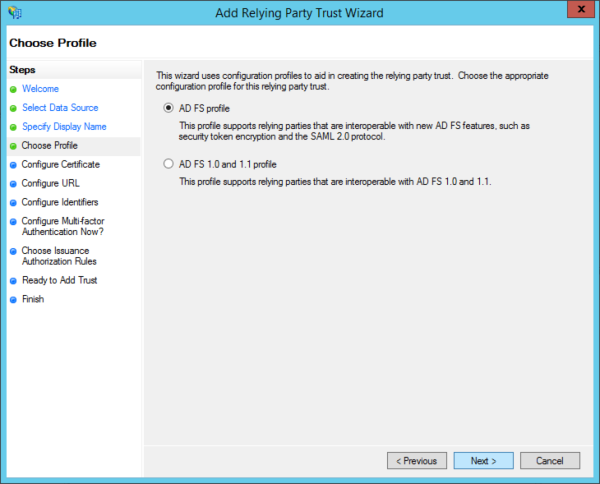 Add Relying Party Trust Wizard
x
Choose Profile
Steps
Welcome
Select Data Source
Specify Display Name
Choose Profile
Configure Certificate
Configure URL
Configure Identifiers
Configure Multi-factor
Authentication Now?
Choose Issuance
Authorization Rules
Ready to Add Trust
Finish
This wizard uses configuration profiles to aid in creating the relying party trust.  Choose the appropriate
configuration profile for this relying party trust.
AD FS profile
This profile supports relying parties that are interoperable with new AD FS features, such as
security token encryption and the SAML 2.0 protocol.
AD FS 1.0 and 1.1 profile
This profile supports relying parties that are interoperable with AD FS 1.0 and 1.1.
< Previous
Next >
Cancel